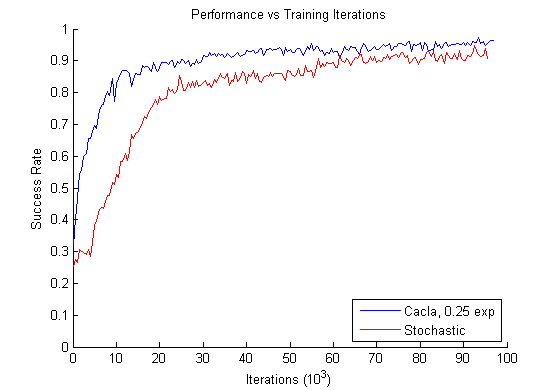 Performance vs Training Iterations
Success Rate
1
0.9
0.8
0.7
0.6
0.5
0.4
0.3
0.2
0.1
0
0 10 20 30 40 50 60 70 80 90 100
Iterations (10³)
Cacla, 0.25 exp
Stochastic